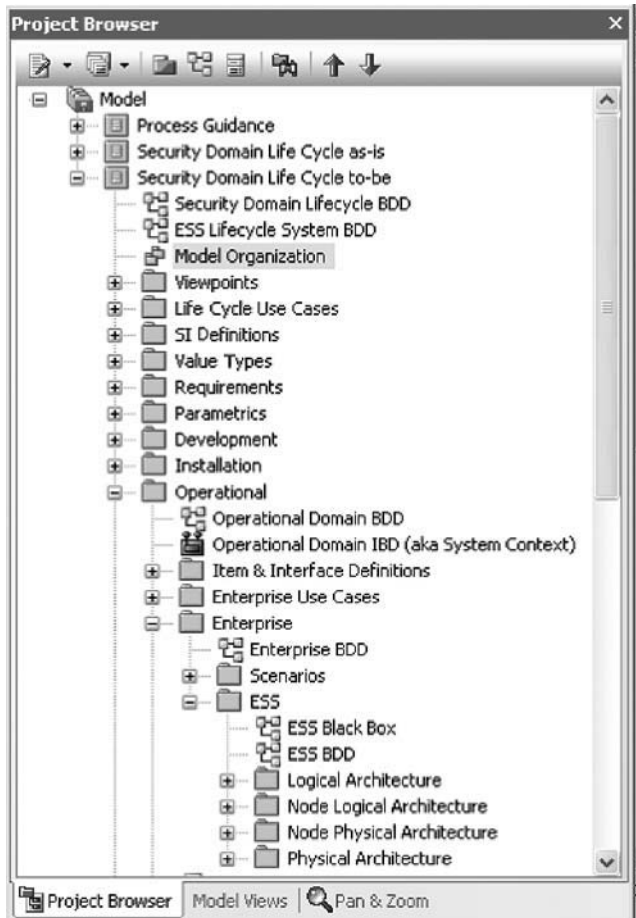 Project Browser
Model
Process Guidance
Security Domain Life Cycle as-is
Security Domain Life Cycle to-be
Security Domain Lifecycle BDD
ESS Lifecycle System BDD
Model Organization
Viewpoints
Life Cycle Use Cases
SI Definitions
Value Types
Requirements
Parametrics
Development
Installation
Operational
Operational Domain BDD
Operational Domain IBD (aka System Context)
Item & Interface Definitions
Enterprise Use Cases
Enterprise
Enterprise BDD
Scenarios
ESS
ESS Black Box
ESS BDD
Logical Architecture
Node Logical Architecture
Node Physical Architecture
Physical Architecture
Project Browser Model Views Pan & Zoom